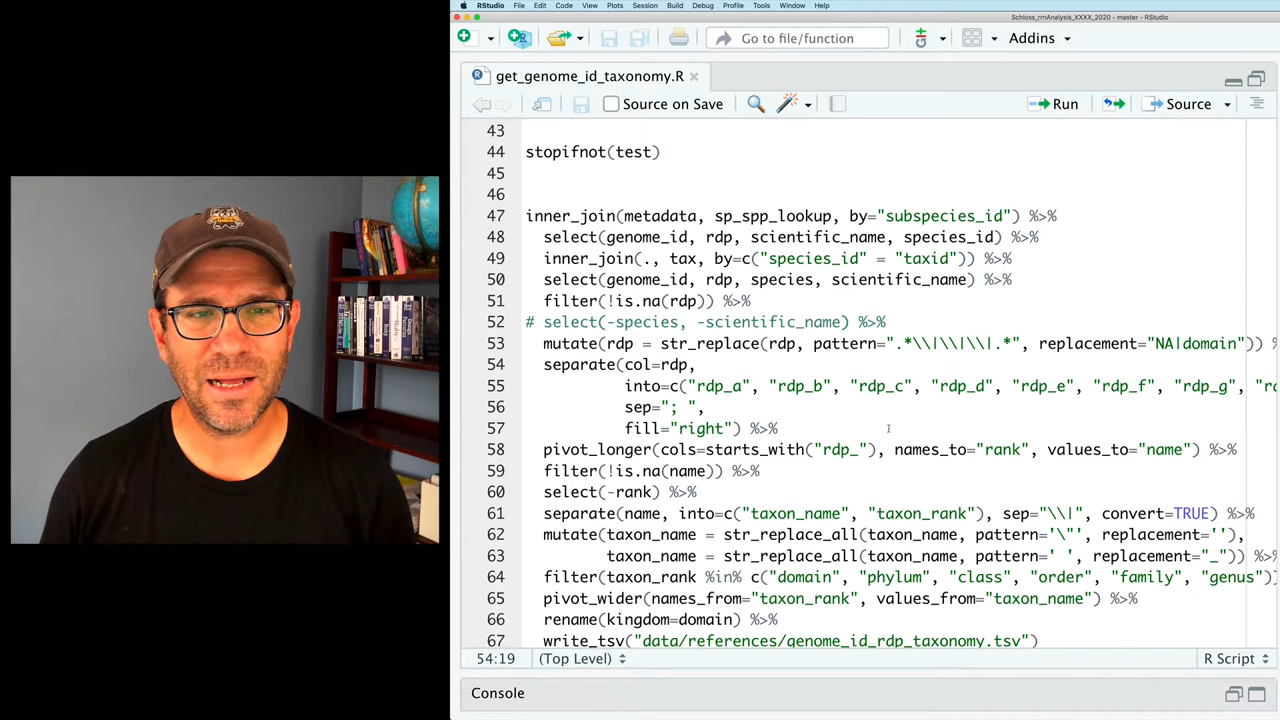 RStudio File Edit Code View Plots Session Build Debug Profile Tools Window Help
Schloss_rrnAnalysis_XXXX_2020 - master - RStudio
Go to file/function Addins
get_genome_id_taxonomy.R
Source on Save Run Source
43
44 stopifnot(test)
45
46
47 inner_join(metadata, sp_spp_lookup, by="subspecies_id") %>%
48 select(genome_id, rdp, scientific_name, species_id) %>%
49 inner_join(., tax, by=c("species_id" = "taxid")) %>%
50 select(genome_id, rdp, species, scientific_name) %>%
51 filter(!is.na(rdp)) %>%
52 # select(-species, -scientific_name) %>%
53 mutate(rdp = str_replace(rdp, pattern=".*\\|\\|\\|.*", replacement="NA|domain")) %
54 separate(col=rdp,
55 into=c("rdp_a", "rdp_b", "rdp_c", "rdp_d", "rdp_e", "rdp_f", "rdp_g", "rd
56 sep="; ",
57 fill="right") %>%
58 pivot_longer(cols=starts_with("rdp_"), names_to="rank", values_to="name") %>%
59 filter(!is.na(name)) %>%
60 select(-rank) %>%
61 separate(name, into=c("taxon_name", "taxon_rank"), sep="\\|", convert=TRUE) %>%
62 mutate(taxon_name = str_replace_all(taxon_name, pattern='\"', replacement=''),
63 taxon_name = str_replace_all(taxon_name, pattern=' ', replacement="_")) %>%
64 filter(taxon_rank %in% c("domain", "phylum", "class", "order", "family", "genus"))
65 pivot_wider(names_from="taxon_rank", values_from="taxon_name") %>%
66 rename(kingdom=domain) %>%
67 write_tsv("data/references/genome_id_rdp_taxonomy.tsv")
54:19 (Top Level) R Script
Console